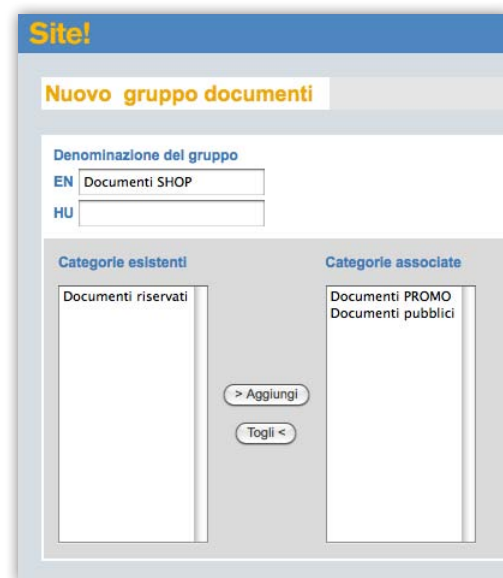 Site!
Nuovo gruppo documenti
Denominazione del gruppo
EN Documenti SHOP
HU
Categorie esistenti
Documenti riservati
> Aggiungi
Togli <
Categorie associate
Documenti PROMO
Documenti pubblici